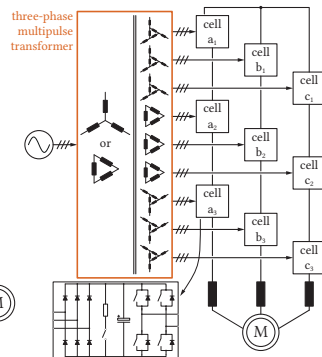 three-phase
multipulse
transformer
or
cell
a1
cell
b1
cell
c1
cell
a2
cell
b2
cell
c2
cell
a3
cell
b3
cell
c3
M